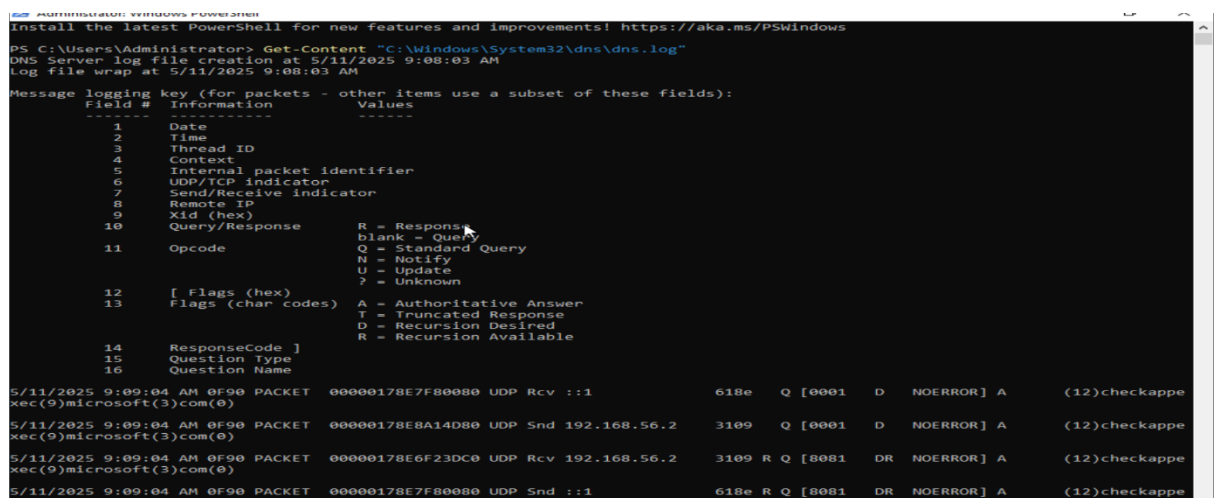 Administrator: Windows PowerShell
Install the latest PowerShell for new features and improvements! https://aka.ms/PSWindows
PS C:\Users\Administrator> Get-Content "C:\Windows\System32\dns\dns.log"
DNS Server log file creation at 5/11/2025 9:08:03 AM
Log file wrap at 5/11/2025 9:08:03 AM
Message logging key (for packets - other items use a subset of these fields):
Field #  Information         Values
-------  -----------         ------
1     Date
2     Time
3     Thread ID
4     Context
5     Internal packet identifier
6     UDP/TCP indicator
7     Send/Receive indicator
8     Remote IP
9     Xid (hex)
10    Query/Response      R = Response
blank = Query
11    Opcode              Q = Standard Query
N = Notify
U = Update
? = Unknown
12    [ Flags (hex)
13    Flags (char codes)  A = Authoritative Answer
T = Truncated Response
D = Recursion Desired
R = Recursion Available
14    ResponseCode ]
15    Question Type
16    Question Name
5/11/2025 9:09:04 AM 0F90 PACKET  00000178E7F80080 UDP Rcv ::1             618e   Q [0001   D   NOERROR] A      (12)checkappe
xec(9)microsoft(3)com(0)
5/11/2025 9:09:04 AM 0F90 PACKET  00000178E8A14D80 UDP Snd 192.168.56.2    3109   Q [0001   D   NOERROR] A      (12)checkappe
xec(9)microsoft(3)com(0)
5/11/2025 9:09:04 AM 0F90 PACKET  00000178E6F23DC0 UDP Rcv 192.168.56.2    3109 R Q [8081   DR  NOERROR] A      (12)checkappe
xec(9)microsoft(3)com(0)
5/11/2025 9:09:04 AM 0F90 PACKET  00000178E7F80080 UDP Snd ::1             618e R Q [8081   DR  NOERROR] A      (12)checkappe